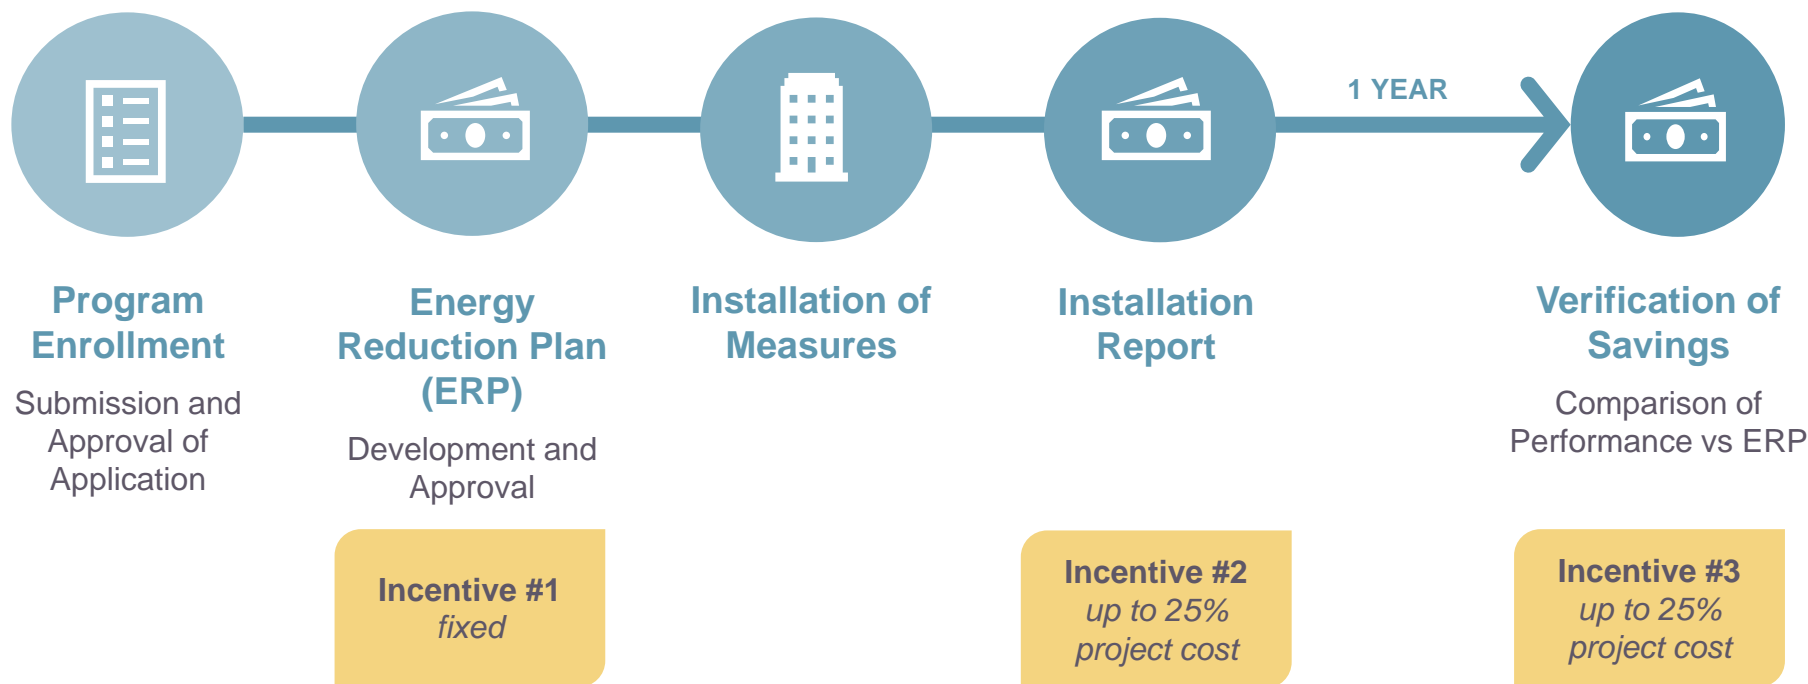 1 YEAR
Program
Enrollment
Submission and
Approval of
Application
Energy
Reduction Plan
(ERP)
Development and
Approval
Incentive #1
fixed
Installation of
Measures
Installation
Report
Incentive #2
up to 25%
project cost
Verification of
Savings
Comparison of
Performance vs ERP
Incentive #3
up to 25%
project cost